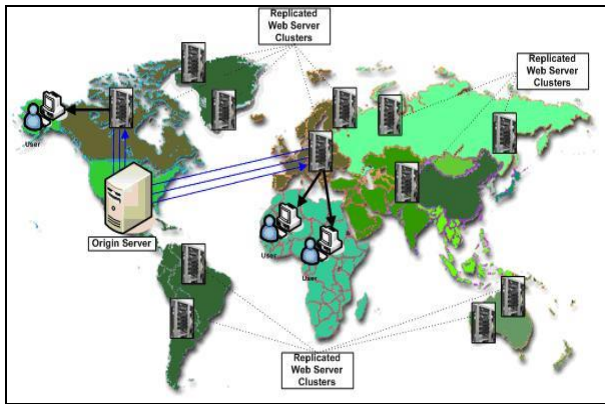 Replicated
Web Server
Clusters
Replicated
Web Server
Clusters
User
Origin Server
User
User
Replicated
Web Server
Clusters